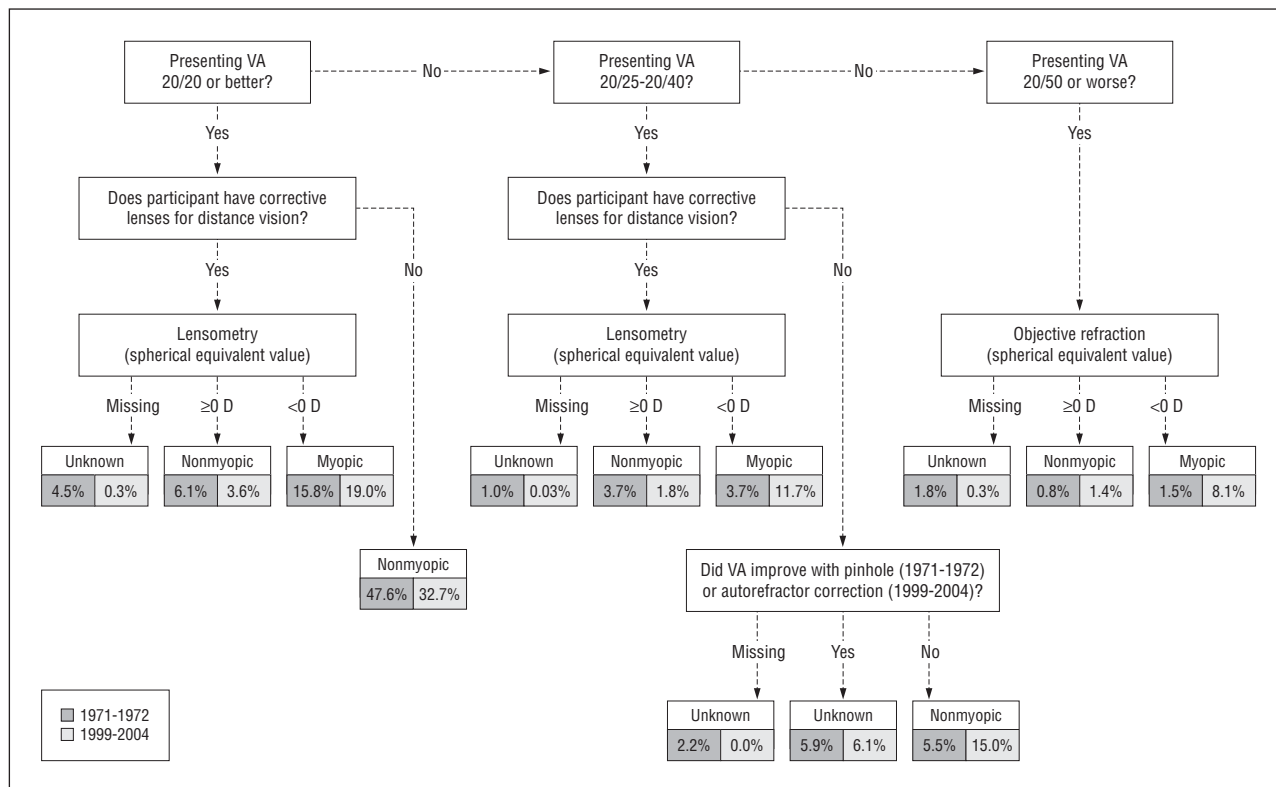 Presenting VA
20/20 or better?
No
Presenting VA
20/25-20/40?
No
Presenting VA
20/50 or worse?
Yes
Yes
Yes
Does participant have corrective
lenses for distance vision?
Does participant have corrective
lenses for distance vision?
Yes
No
Yes
No
Lensometry
(spherical equivalent value)
Lensometry
(spherical equivalent value)
Objective refraction
(spherical equivalent value)
Missing
≥0 D
<0 D
Missing
≥0 D
<0 D
Missing
≥0 D
<0 D
Unknown
4.5% 0.3%
Nonmyopic
6.1% 3.6%
Myopic
15.8% 19.0%
Unknown
1.0% 0.03%
Nonmyopic
3.7% 1.8%
Myopic
3.7% 11.7%
Unknown
1.8% 0.3%
Nonmyopic
0.8% 1.4%
Myopic
1.5% 8.1%
Nonmyopic
47.6% 32.7%
Did VA improve with pinhole (1971-1972)
or autorefractor correction (1999-2004)?
Missing
Yes
No
Unknown
2.2% 0.0%
Unknown
5.9% 6.1%
Nonmyopic
5.5% 15.0%
1971-1972
1999-2004